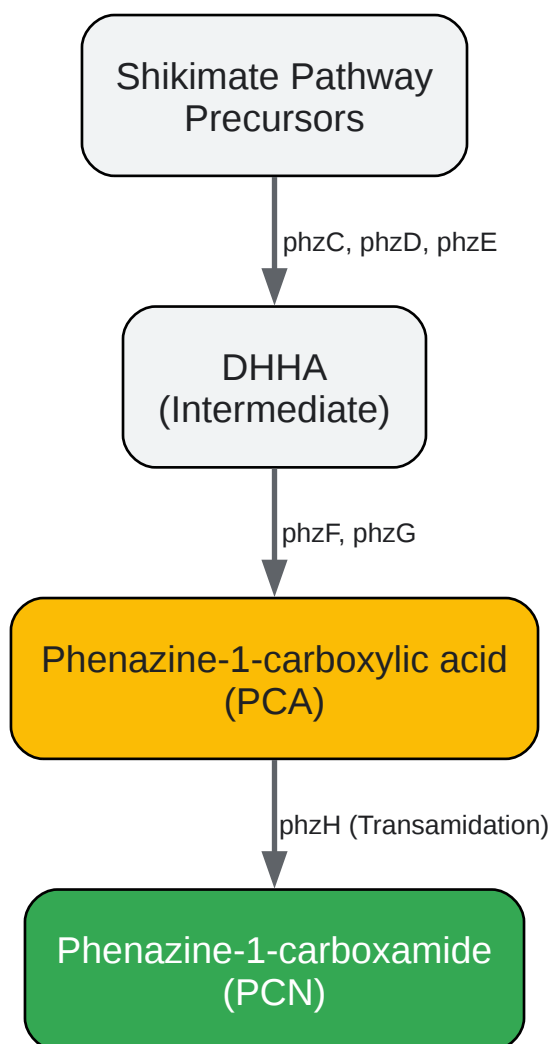 Shikimate Pathway
Precursors
phzC, phzD, phzE
DHHA
(Intermediate)
phzF, phzG
Phenazine-1-carboxylic acid
(PCA)
phzH (Transamidation)
Phenazine-1-carboxamide
(PCN)